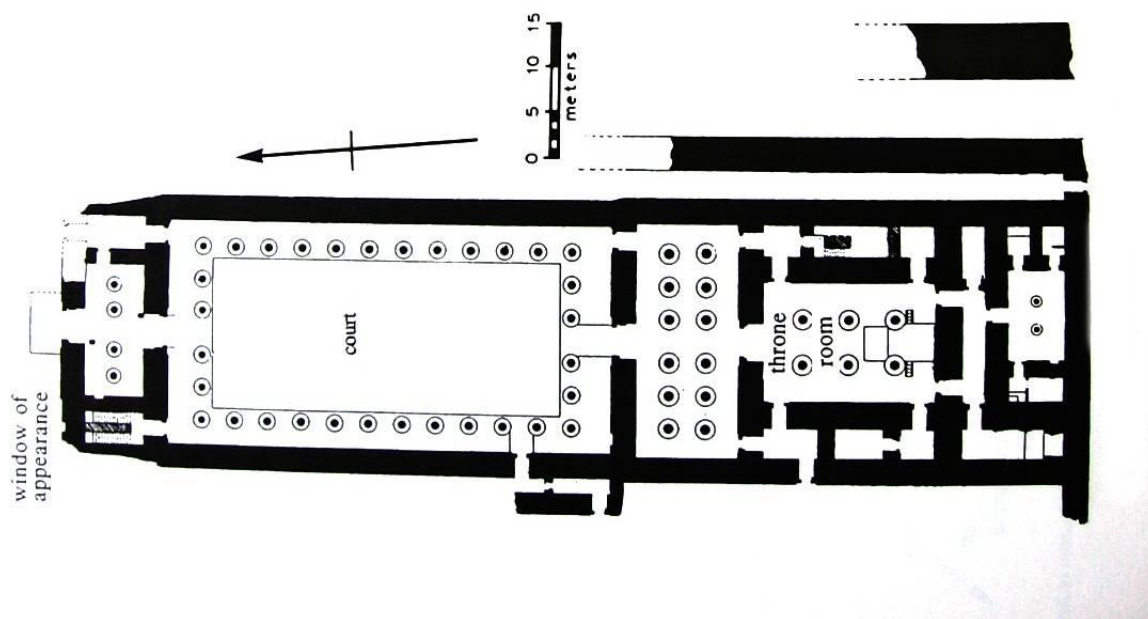 window of
appearance
court
throne
room
0 5 10 15
meters